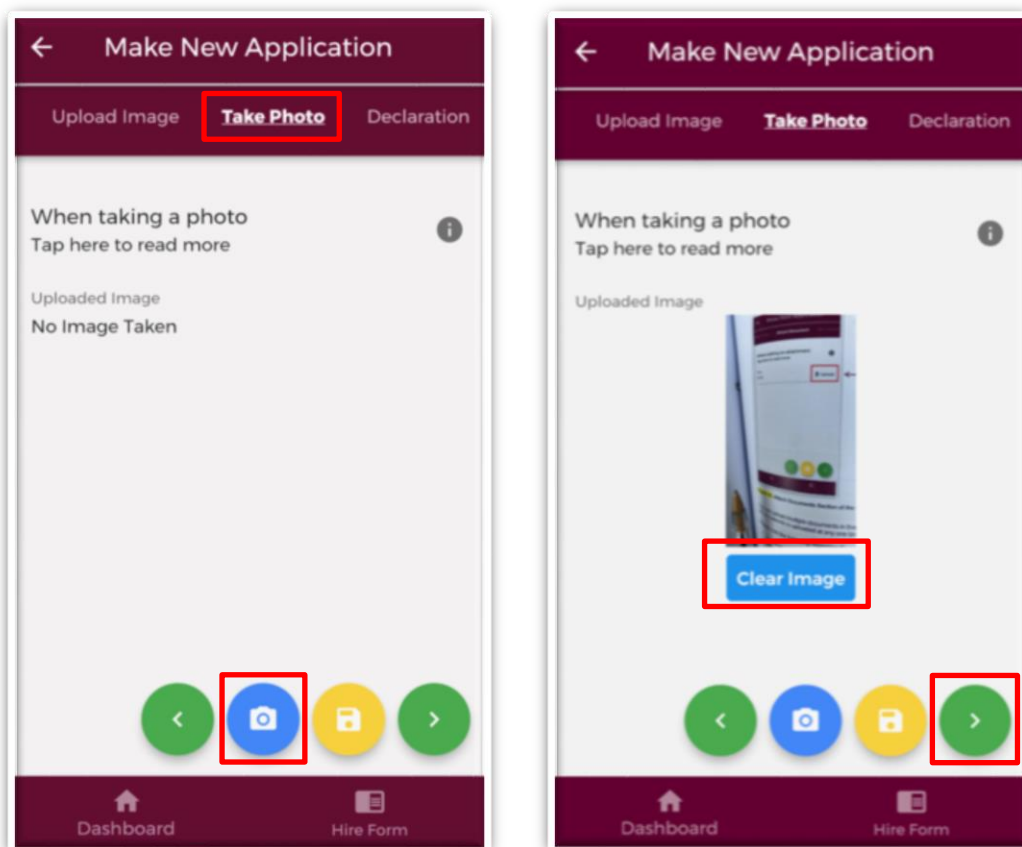 Make New Application
Upload Image Take Photo Declaration
When taking a photo
Tap here to read more
Uploaded Image
No Image Taken
Dashboard Hire Form
Make New Application
Upload Image Take Photo Declaration
When taking a photo
Tap here to read more
Uploaded Image
Clear Image
Dashboard Hire Form